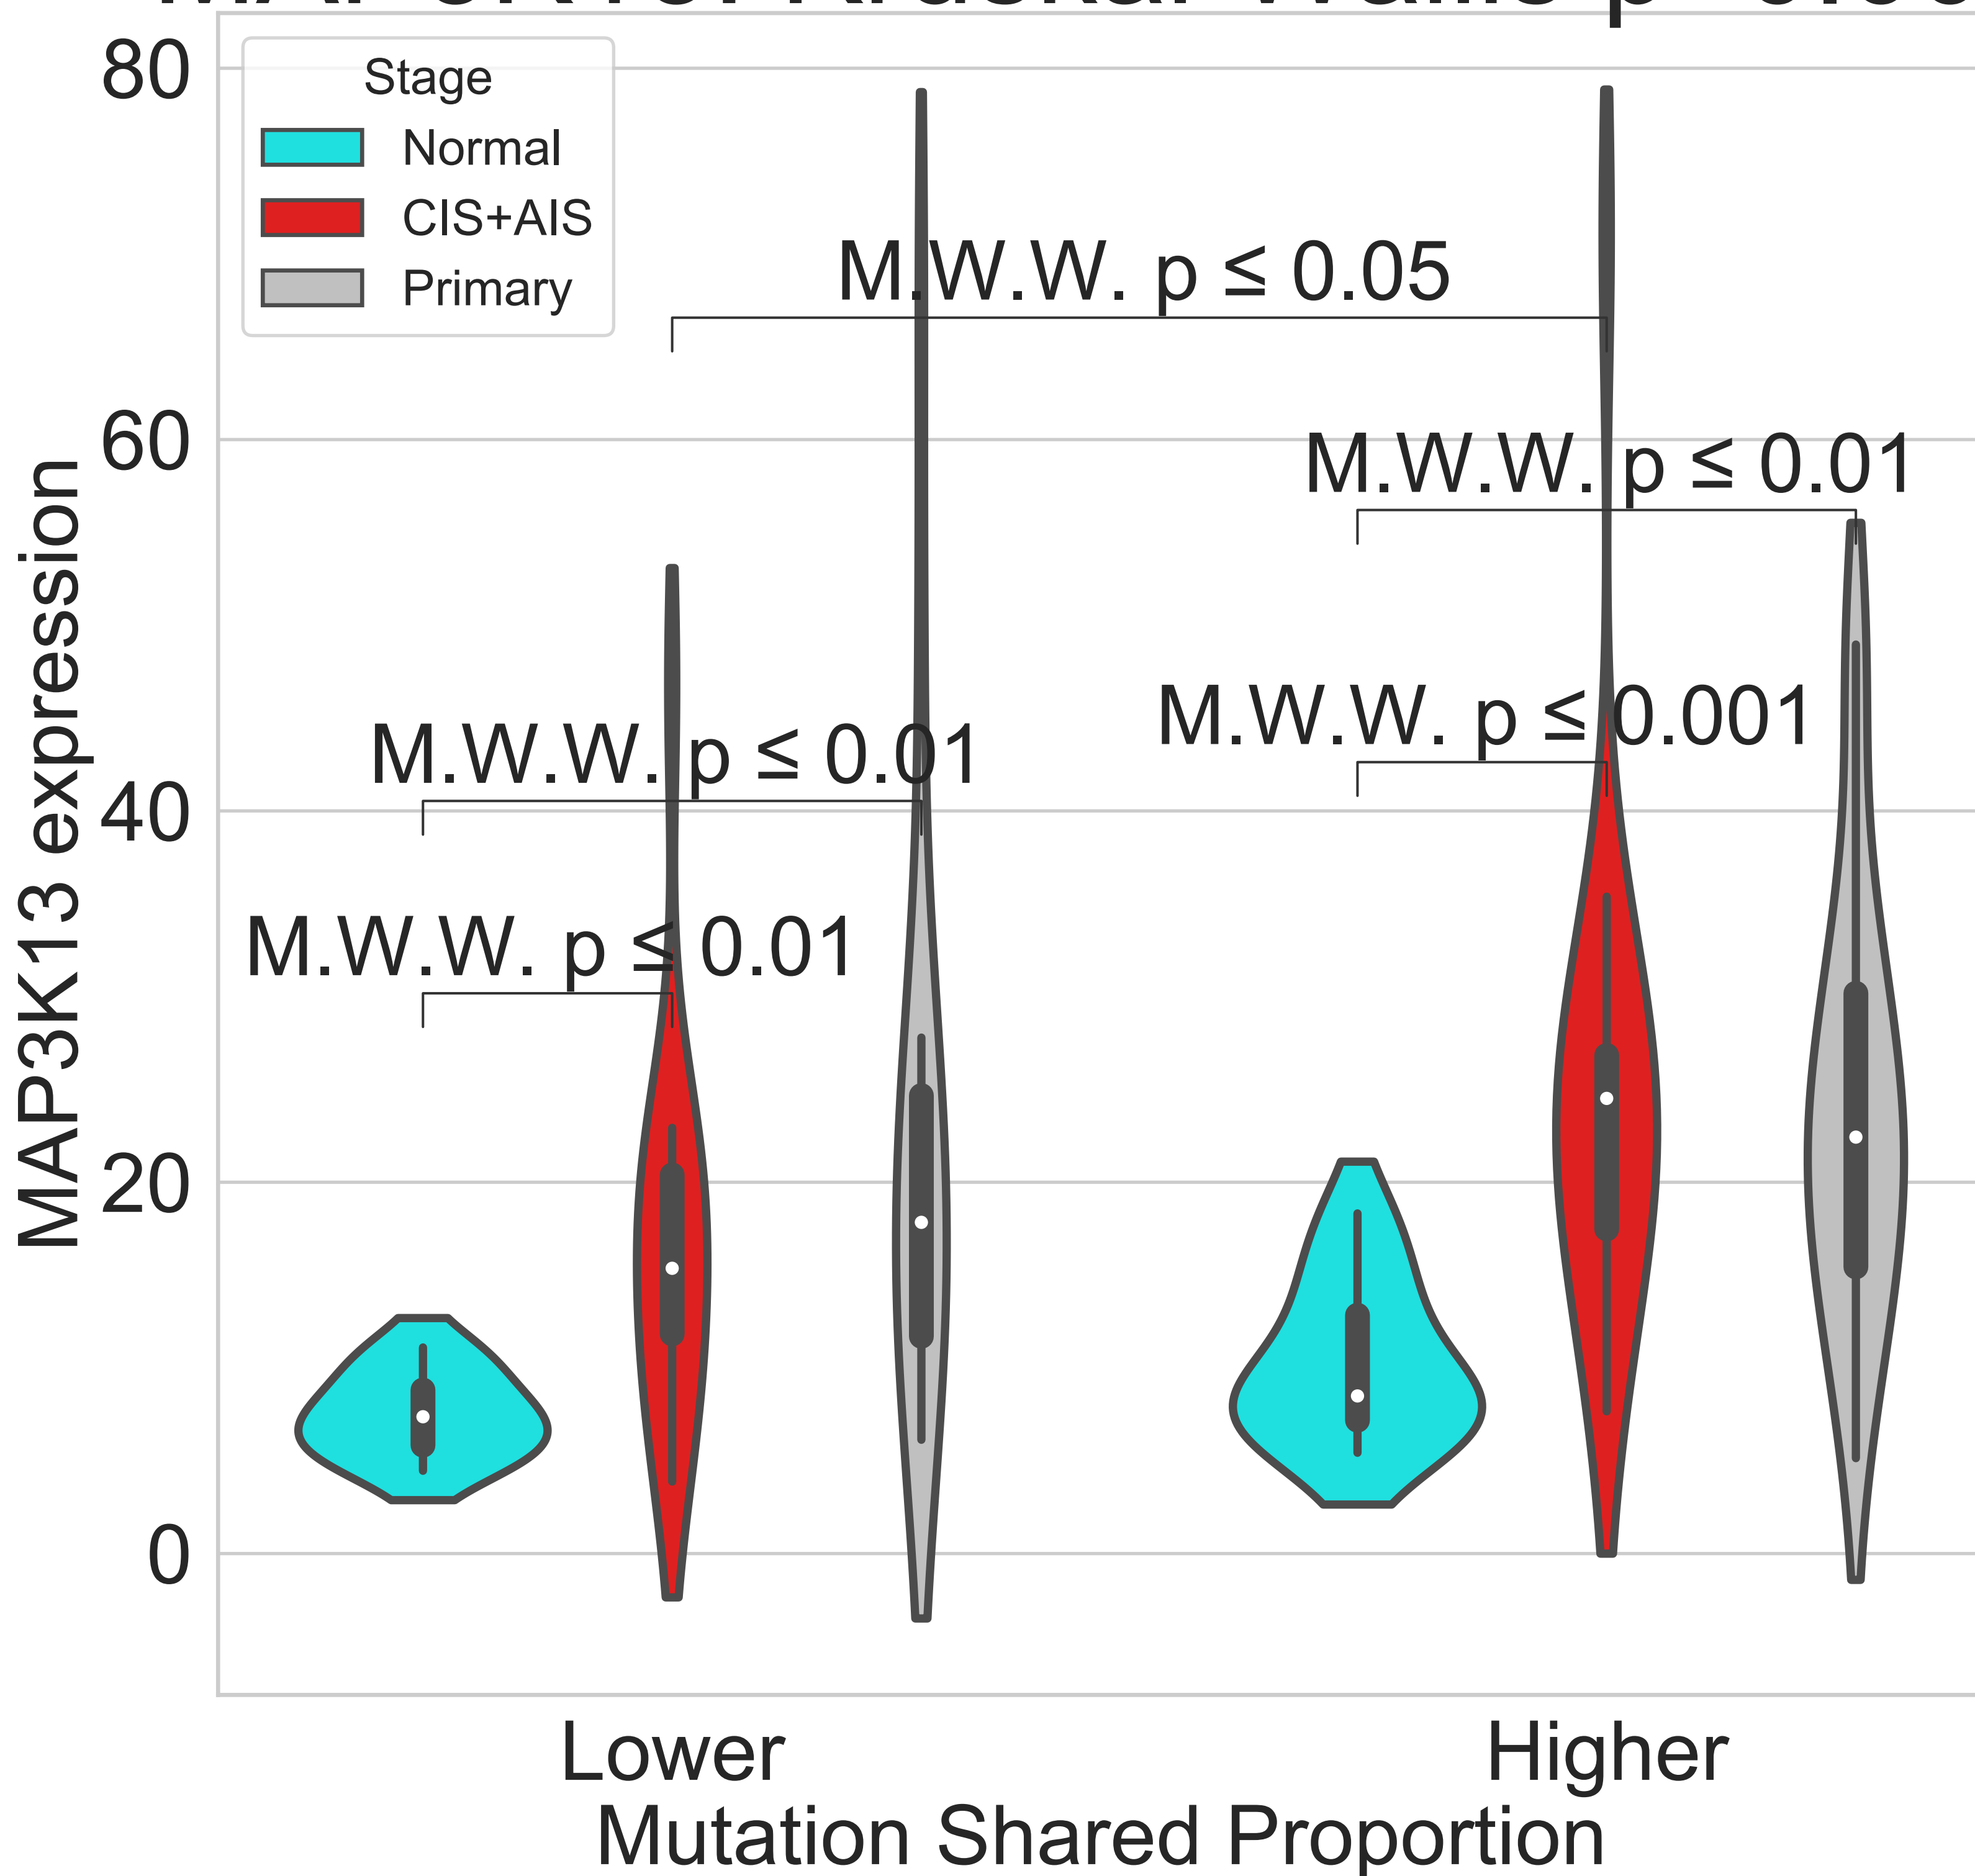 80
Stage
Normal
CIS+AIS
Primary
M.W.W. p ≤ 0.05
60
M.W.W. p ≤ 0.01
M.W.W. p ≤ 0.001
M.W.W. p ≤ 0.01
40
M.W.W. p ≤ 0.01
20
0
MAP3K13 expression
Lower
Higher
Mutation Shared Proportion